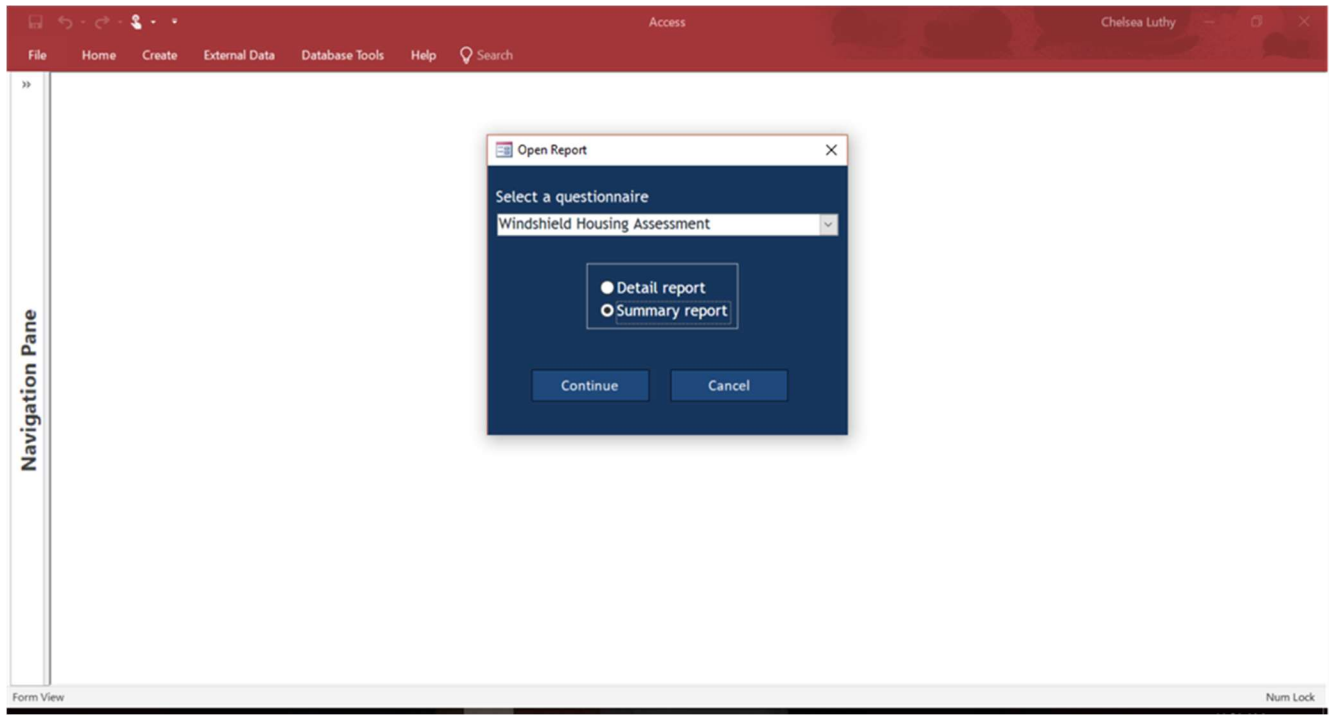 Access
Chelsea Luthy
File Home Create External Data Database Tools Help Search
Navigation Pane
Open Report
Select a questionnaire
Windshield Housing Assessment
Detail report
Summary report
Continue Cancel
Form View
Num Lock